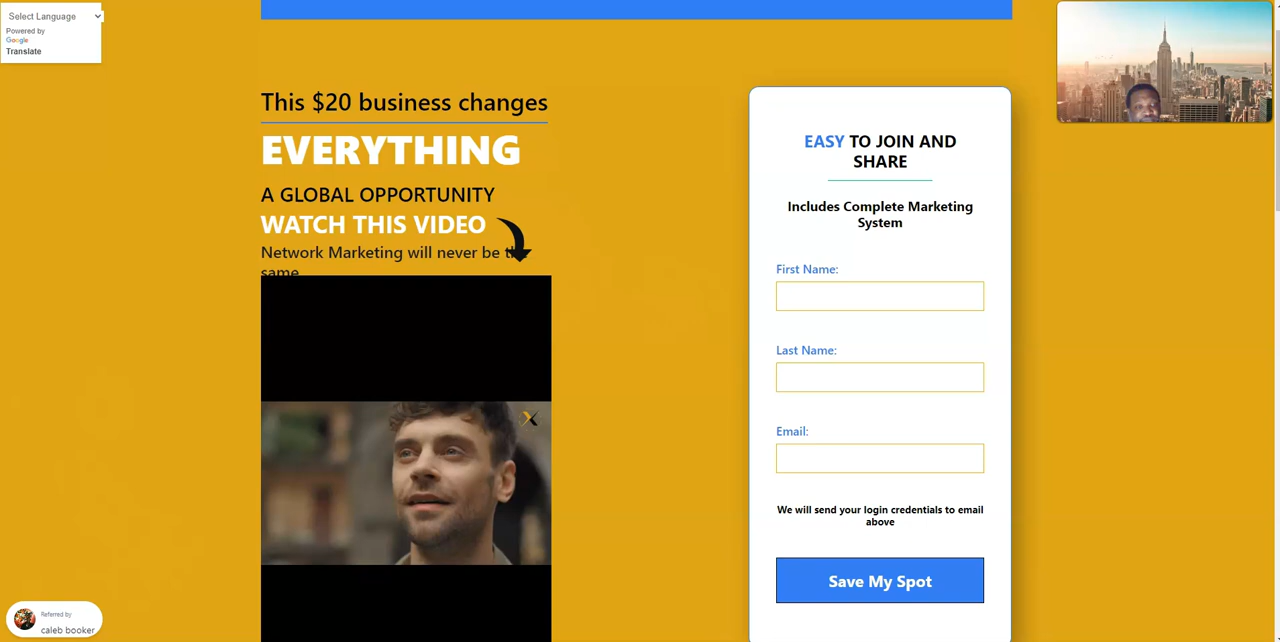 Select Language
Powered by
Google
Translate
This $20 business changes
EVERYTHING
A GLOBAL OPPORTUNITY
WATCH THIS VIDEO
Network Marketing will never be the
same
EASY TO JOIN AND
SHARE
Includes Complete Marketing
System
First Name:
Last Name:
Email:
We will send your login credentials to email
above
Save My Spot
Referred by
caleb booker